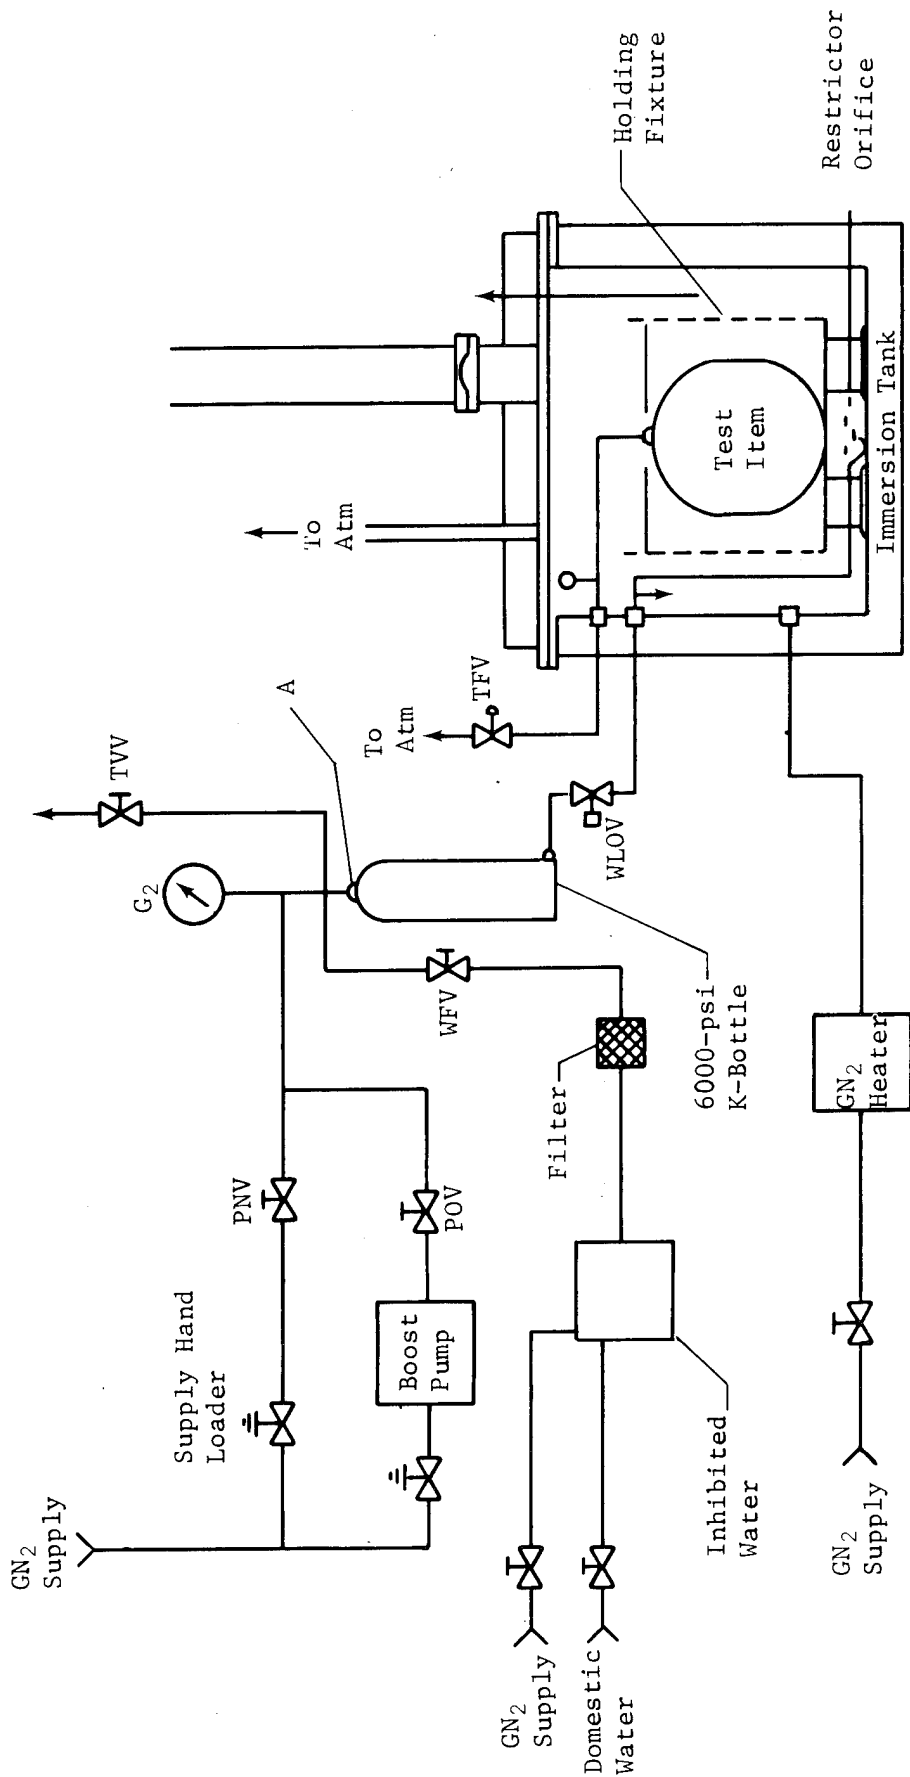 GN2
Supply
Supply Hand
Loader
PNV
G2
TVV
Boost
Pump
POV
A
To
Atm
TFV
To
Atm
WFV
Filter
6000-psi
K-Bottle
WLOV
Holding
Fixture
Test
Item
Restrictor
Orifice
Immersion Tank
GN2
Supply
Domestic
Water
Inhibited
Water
GN2
Supply
GN2
Heater